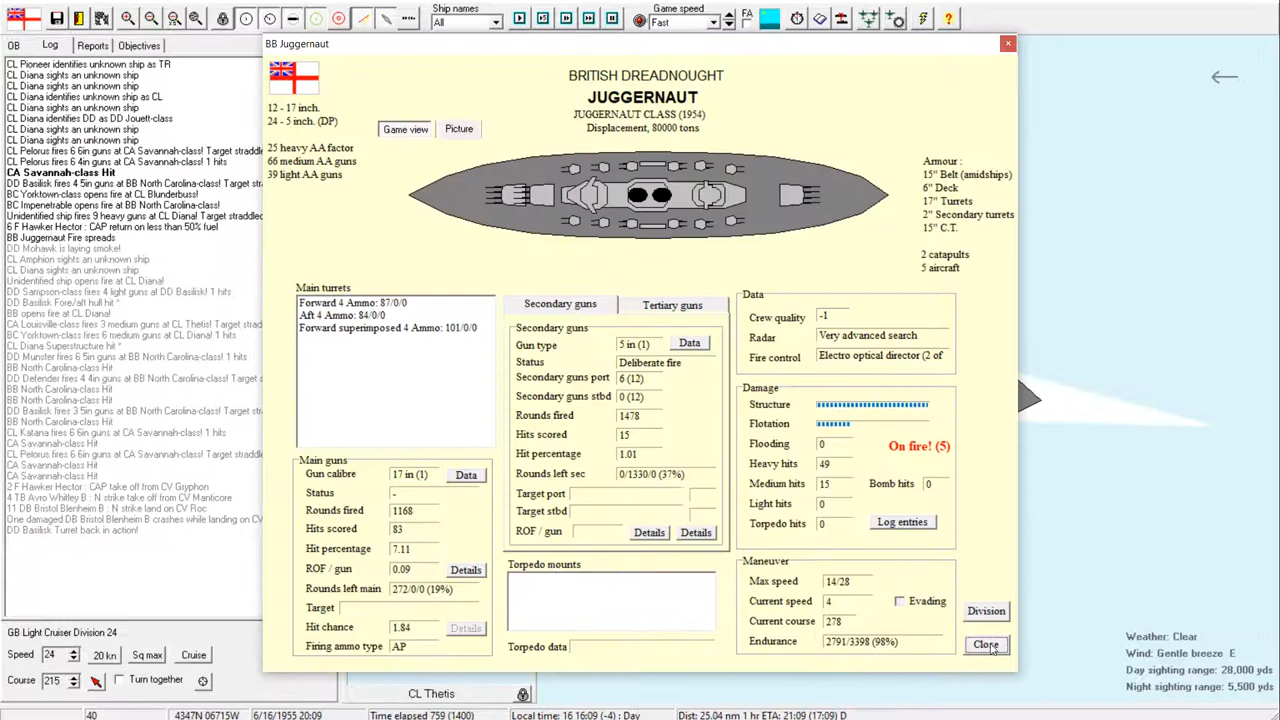 Ship names
All
Game speed
Fast
FA
OB
Log
Reports
Objectives
CL Pioneer identifies unknown ship as TR
CL Diana sights an unknown ship
CL Diana sights an unknown ship
CL Diana identifies unknown ship as CL
CL Diana sights an unknown ship
CL Diana identifies DD as DD Jouett-class
CL Diana sights an unknown ship
CL Diana sights an unknown ship
CL Pelorus fires 6 6in guns at CA Savannah-class! Target straddled
CL Pelorus fires 4 6in guns at CA Savannah-class! 1 hits
CA Savannah-class Hit
DD Basilisk fires 4 5in guns at BB North Carolina-class! Target st
BC Yorktown-class opens fire at CL Blunderbuss!
BC Impenetrable opens fire at CL Diana!
Unidentified ship fires 9 heavy guns at CL Diana! Target straddle
6 F Hawker Hector : CAP return on less than 50% fuel
BB Juggernaut Fire spreads
DD Mohawk is laying smoke!
CL Amphion sights an unknown ship
CL Diana sights an unknown ship
Unidentified ship opens fire at CL Diana!
DD Sampson-class fires 4 light guns at DD Basilisk! 1 hits
DD Basilisk Fore/aft hull hit *
BB opens fire at CL Diana!
CA Louisville-class fires 3 medium guns at CL Thetis! Target strad
BC Yorktown-class fires 6 medium guns at CL Diana! 1 hits
CL Diana Superstructure hit *
DD Munster fires 6 5in guns at BB North Carolina-class! Target str
BB North Carolina-class Hit
BB North Carolina-class Hit
DD Defender fires 4 4in guns at BB North Carolina-class! Target s
BB North Carolina-class Hit
DD Basilisk fires 3 5in guns at BB North Carolina-class! Target st
BB North Carolina-class Hit
CL Katana fires 6 6in guns at CA Savannah-class! 1 hits
CA Savannah-class Hit
CL Pelorus fires 6 6in guns at CA Savannah-class! Target straddle
CA Savannah-class Hit
CA Savannah-class Hit
2 F Hawker Hector : CAP take off from CV Gryphon
4 TB Avro Whitley B : N strike take off from CV Manticore
11 DB Bristol Blenheim B : N strike land on CV Roc
One damaged DB Bristol Blenheim B crashes while landing on CV
DD Basilisk Turret back in action!
GB Light Cruiser Division 24
Speed
24
20 kn
Sq max
Cruise
Course
215
Turn together
BB Juggernaut
12 - 17 inch.
24 - 5 inch. (DP)
25 heavy AA factor
66 medium AA guns
39 light AA guns
Game view
Picture
BRITISH DREADNOUGHT
JUGGERNAUT
JUGGERNAUT CLASS (1954)
Displacement, 80000 tons
Armour :
15" Belt (amidships)
6" Deck
17" Turrets
2" Secondary turrets
15" C.T.
2 catapults
5 aircraft
Main turrets
Forward 4 Ammo: 87/0/0
Aft 4 Ammo: 84/0/0
Forward superimposed 4 Ammo: 101/0/0
Main guns
Gun calibre 17 in (1) Data
Status -
Rounds fired 1168
Hits scored 83
Hit percentage 7.11
ROF / gun 0.09 Details
Rounds left main 272/0/0 (19%)
Target
Hit chance 1.84 Details
Firing ammo type AP
Secondary guns
Tertiary guns
Secondary guns
Gun type 5 in (1) Data
Status Deliberate fire
Secondary guns port 6 (12)
Secondary guns stbd 0 (12)
Rounds fired 1478
Hits scored 15
Hit percentage 1.01
Rounds left sec 0/1330/0 (37%)
Target port
Target stbd
ROF / gun Details Details
Torpedo mounts
Torpedo data
Data
Crew quality -1
Radar Very advanced search
Fire control Electro optical director (2 of
Damage
Structure
Flotation
Flooding 0 On fire! (5)
Heavy hits 49
Medium hits 15 Bomb hits 0
Light hits 0
Torpedo hits 0 Log entries
Maneuver
Max speed 14/28
Current speed 4 Evading
Current course 278
Endurance 2791/3398 (98%)
Division
Close
CL Thetis
Weather: Clear
Wind: Gentle breeze E
Day sighting range: 28,000 yds
Night sighting range: 5,500 yds
40
4347N 06715W
6/16/1955 20:09
Time elapsed 759 (1400)
Local time: 16 16:09 (-4) : Day
Dist: 25.04 nm 1 hr ETA: 21:09 (17:09) D